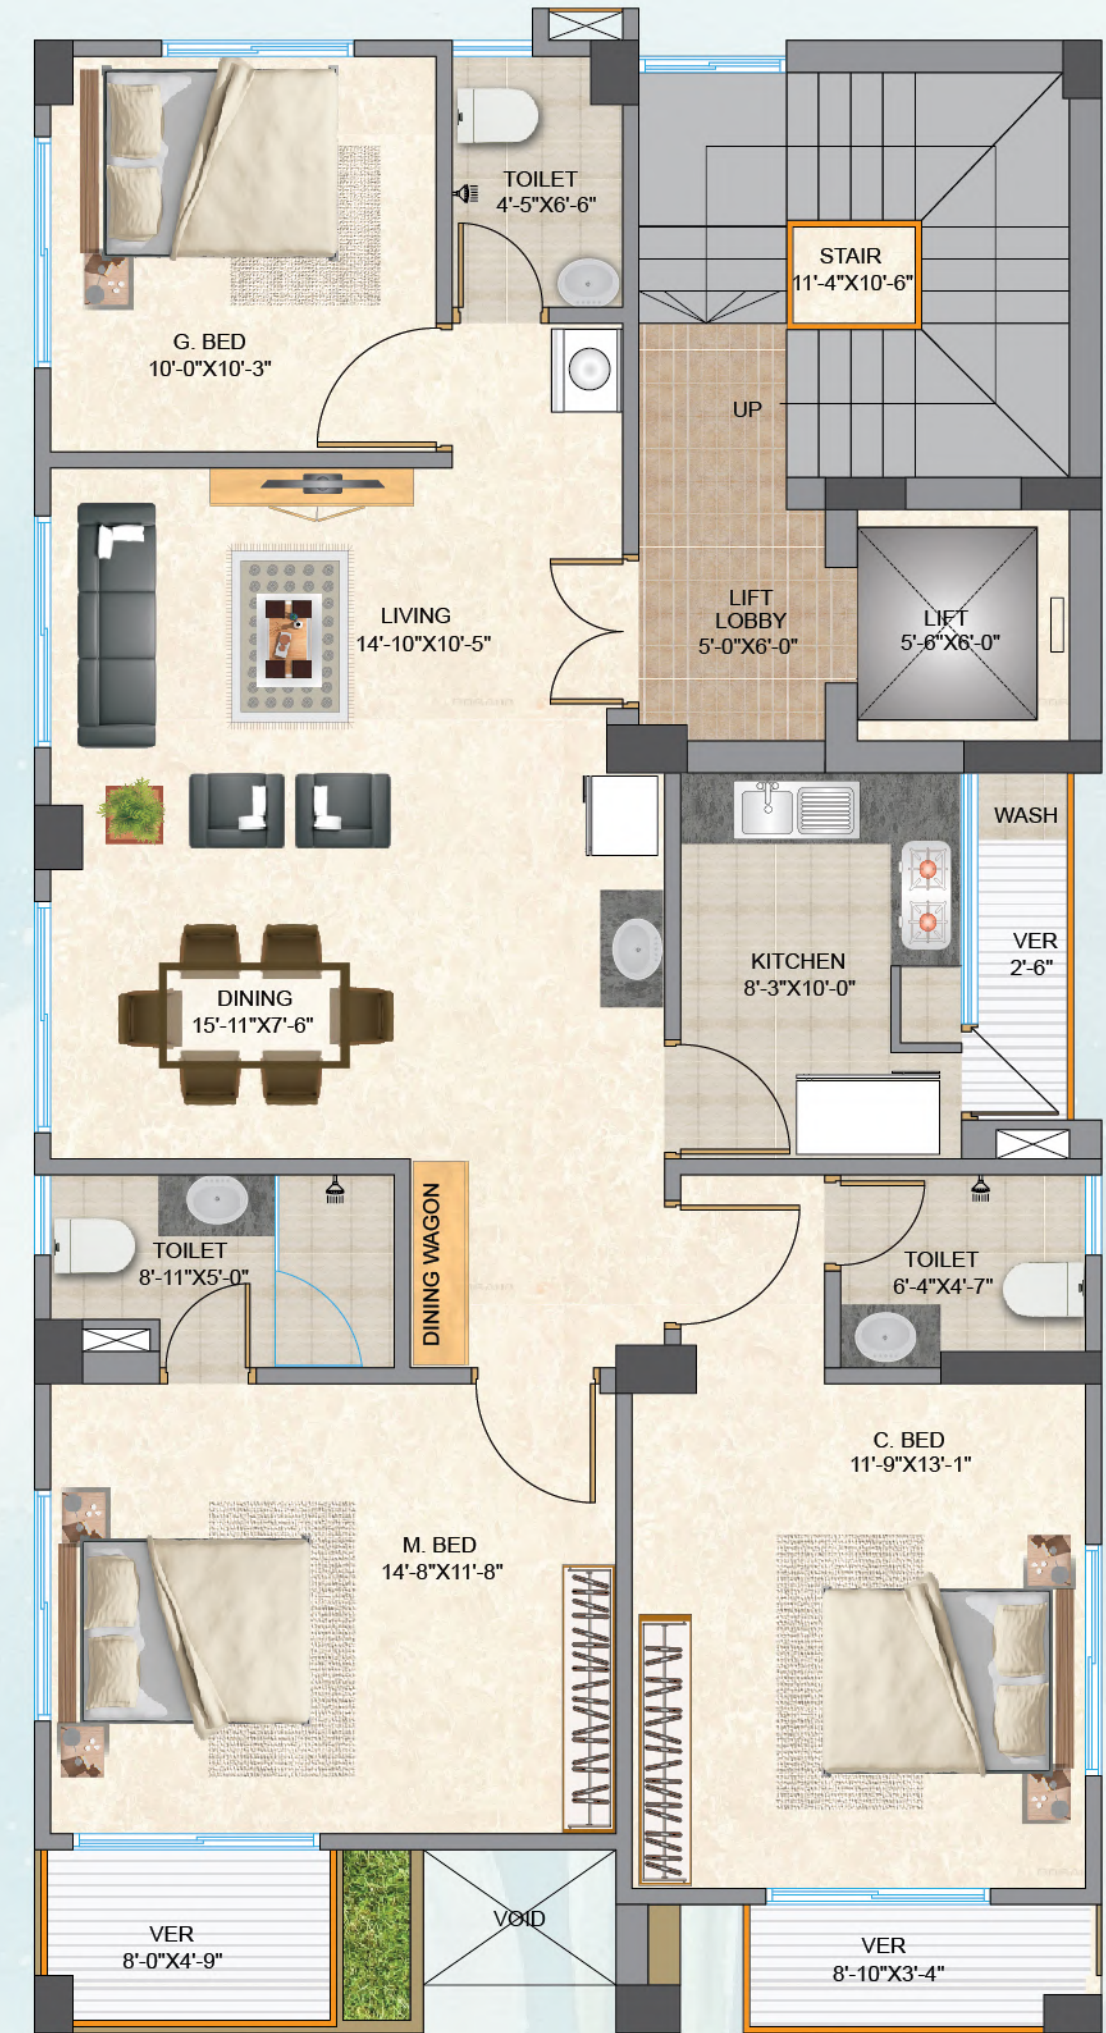 TOILET
4'-5"X6'-6"
STAIR
11'-4"X10'-6"
G. BED
10'-0"X10'-3"
UP
LIVING
14'-10"X10'-5"
LIFT
LOBBY
5'-0"X6'-0"
LIFT
5'-6"X6'-0"
WASH
VER
2'-6"
KITCHEN
8'-3"X10'-0"
DINING
15'-11"X7'-6"
DINING WAGON
TOILET
8'-11"X5'-0"
TOILET
6'-4"X4'-7"
C. BED
11'-9"X13'-1"
M. BED
14'-8"X11'-8"
VOID
VER
8'-0"X4'-9"
VER
8'-10"X3'-4"